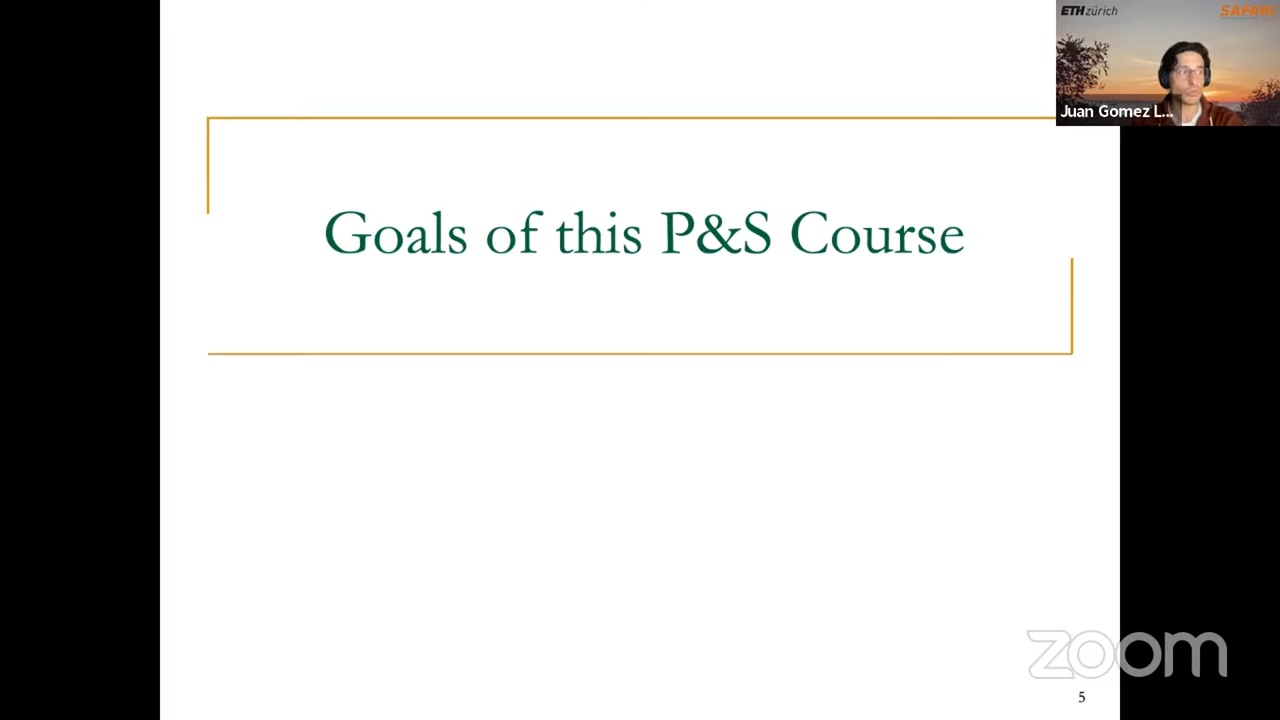 ETH zürich
SAFARI
Juan Gomez L...
Goals of this P&S Course
zoom
5